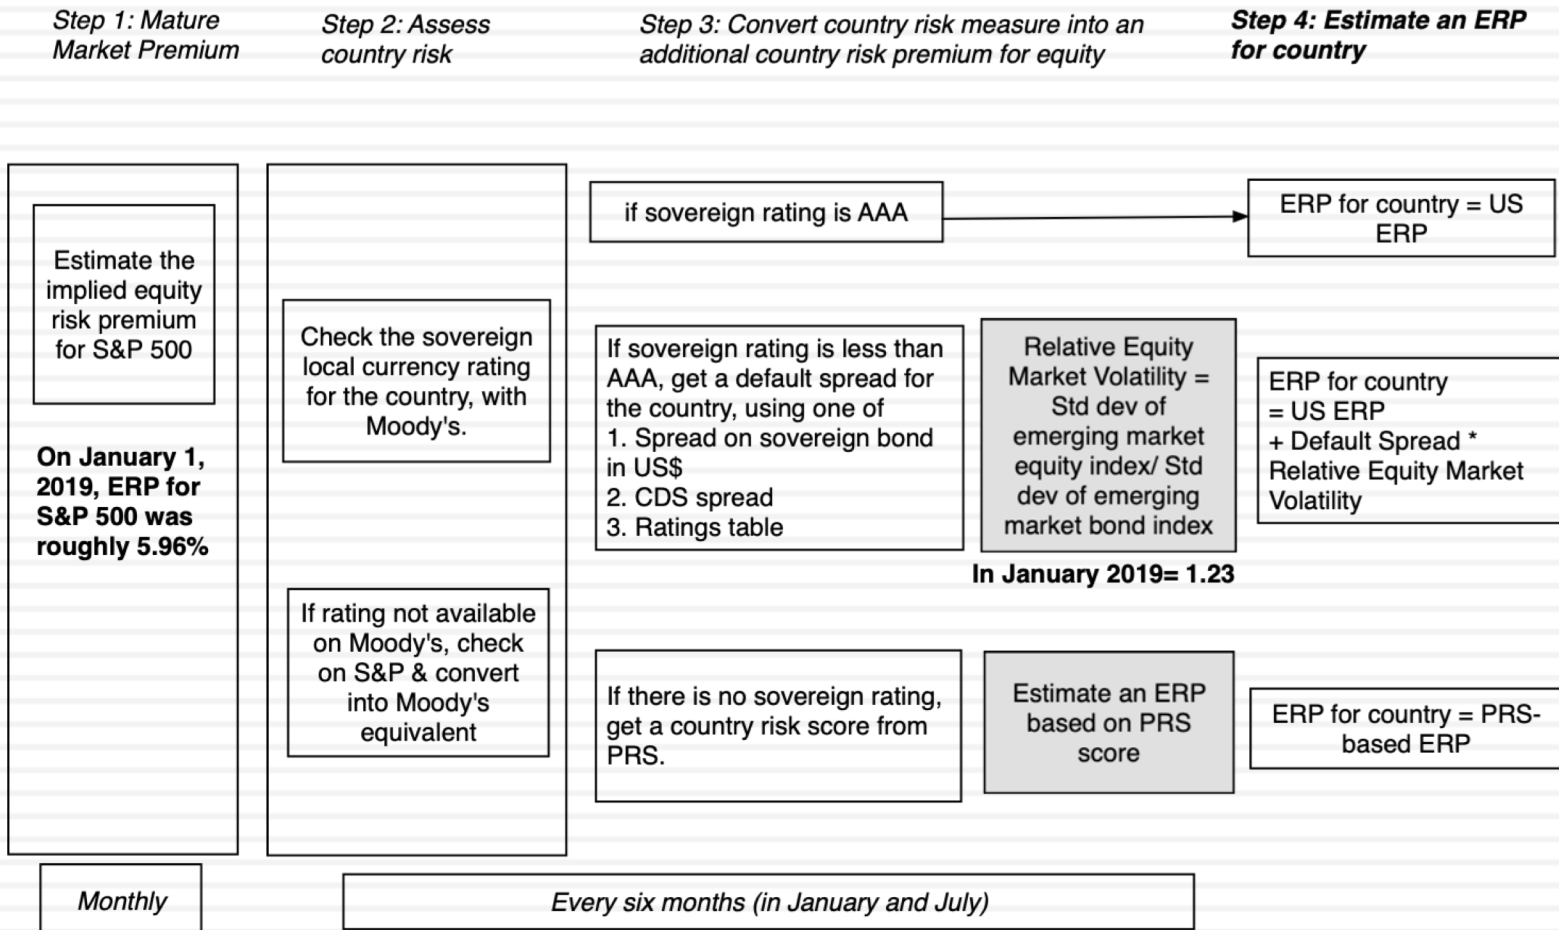 Step 1: Mature
Market Premium
Step 2: Assess
country risk
Step 3: Convert country risk measure into an
additional country risk premium for equity
Step 4: Estimate an ERP
for country
Estimate the
implied equity
risk premium
for S&P 500
On January 1,
2019, ERP for
S&P 500 was
roughly 5.96%
Check the sovereign
local currency rating
for the country, with
Moody's.
If rating not available
on Moody's, check
on S&P & convert
into Moody's
equivalent
if sovereign rating is AAA
ERP for country = US
ERP
If sovereign rating is less than
AAA, get a default spread for
the country, using one of
1. Spread on sovereign bond
in US$
2. CDS spread
3. Ratings table
Relative Equity
Market Volatility =
Std dev of
emerging market
equity index/ Std
dev of emerging
market bond index
In January 2019= 1.23
ERP for country
= US ERP
+ Default Spread *
Relative Equity Market
Volatility
If there is no sovereign rating,
get a country risk score from
PRS.
Estimate an ERP
based on PRS
score
ERP for country = PRS-
based ERP
Monthly
Every six months (in January and July)